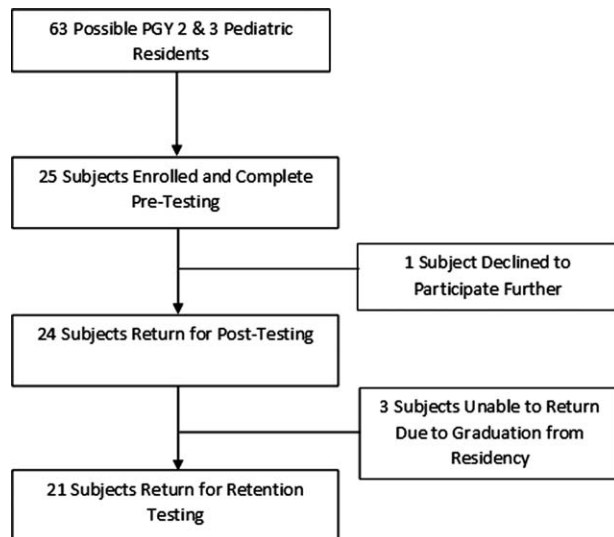 63 Possible PGY 2 & 3 Pediatric
Residents
25 Subjects Enrolled and Complete
Pre-Testing
1 Subject Declined to
Participate Further
24 Subjects Return for Post-Testing
3 Subjects Unable to Return
Due to Graduation from
Residency
21 Subjects Return for Retention
Testing